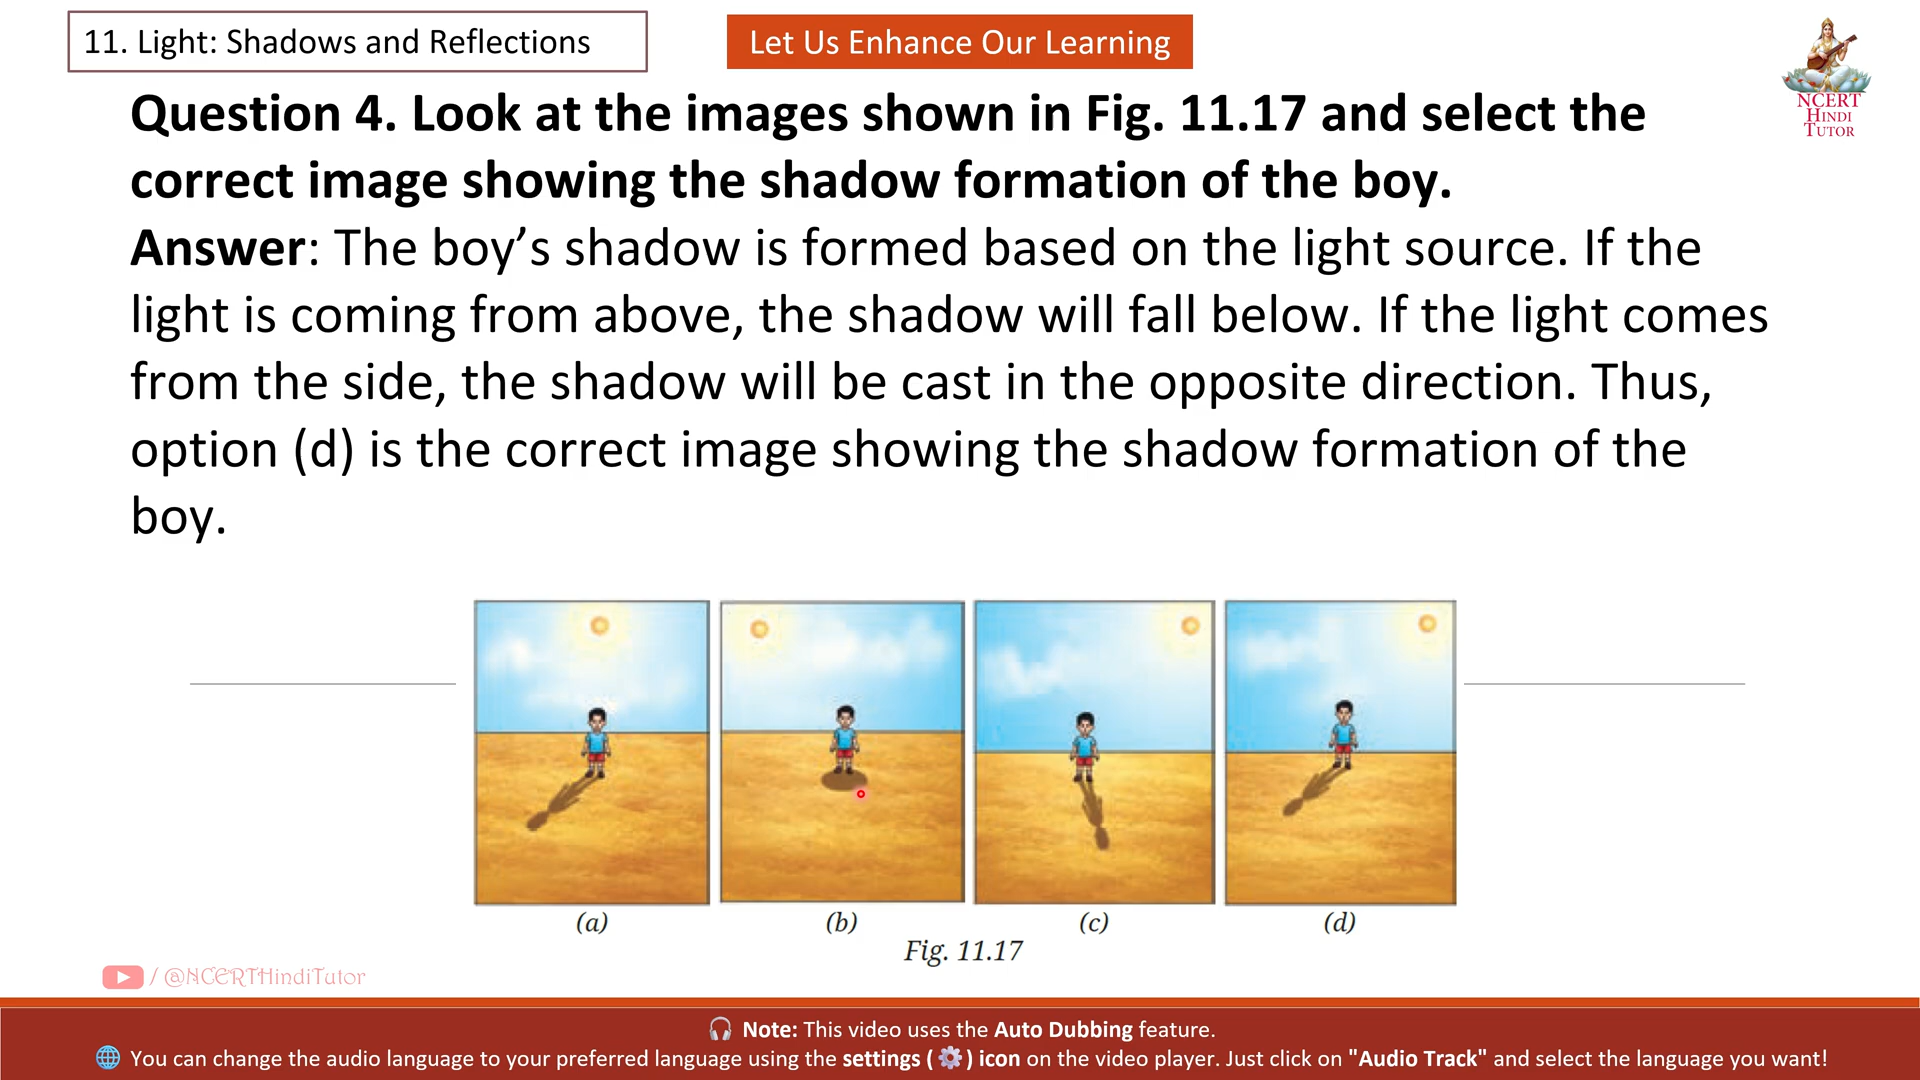 11. Light: Shadows and Reflections
Let Us Enhance Our Learning
NCERT
HINDI
TUTOR
Question 4. Look at the images shown in Fig. 11.17 and select the
correct image showing the shadow formation of the boy.
Answer: The boy’s shadow is formed based on the light source. If the
light is coming from above, the shadow will fall below. If the light comes
from the side, the shadow will be cast in the opposite direction. Thus,
option (d) is the correct image showing the shadow formation of the
boy.
(a) (b) (c) (d)
Fig. 11.17
/ @NCERTHindiTutor
Note: This video uses the Auto Dubbing feature.
You can change the audio language to your preferred language using the settings ( ⚙ ) icon on the video player. Just click on "Audio Track" and select the language you want!